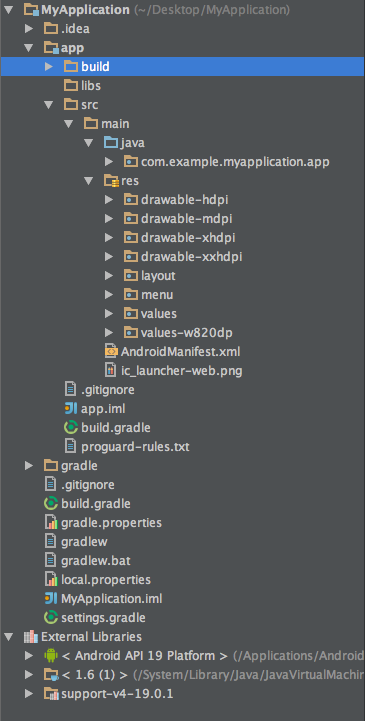 MyApplication (~/Desktop/MyApplication)
.idea
app
build
libs
src
main
java
com.example.myapplication.app
res
drawable-hdpi
drawable-mdpi
drawable-xhdpi
drawable-xxhdpi
layout
menu
values
values-w820dp
AndroidManifest.xml
ic_launcher-web.png
.gitignore
app.iml
build.gradle
proguard-rules.txt
gradle
.gitignore
build.gradle
gradle.properties
gradlew
gradlew.bat
local.properties
MyApplication.iml
settings.gradle
External Libraries
< Android API 19 Platform > (/Applications/Android
< 1.6 (1) > (/System/Library/Java/JavaVirtualMachin
support-v4-19.0.1